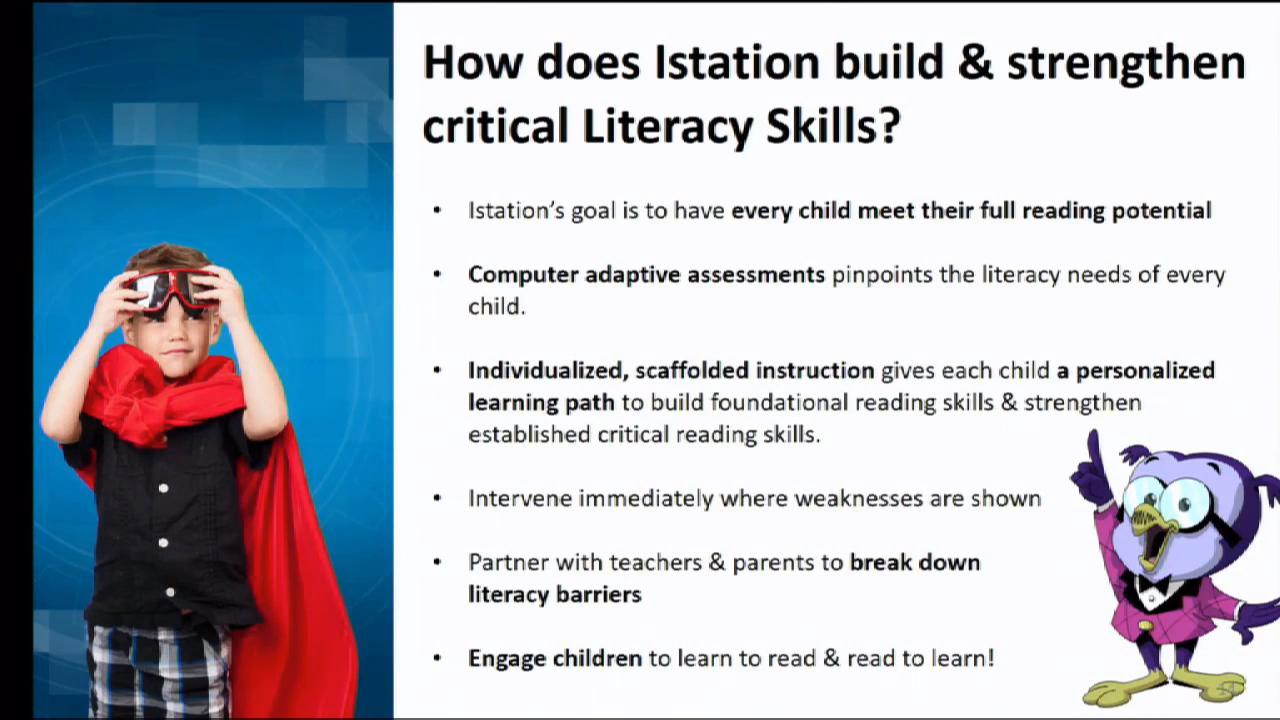 How does Istation build & strengthen
critical Literacy Skills?
• Istation's goal is to have every child meet their full reading potential
• Computer adaptive assessments pinpoints the literacy needs of every
child.
• Individualized, scaffolded instruction gives each child a personalized
learning path to build foundational reading skills & strengthen
established critical reading skills.
• Intervene immediately where weaknesses are shown
• Partner with teachers & parents to break down
literacy barriers
• Engage children to learn to read & read to learn!